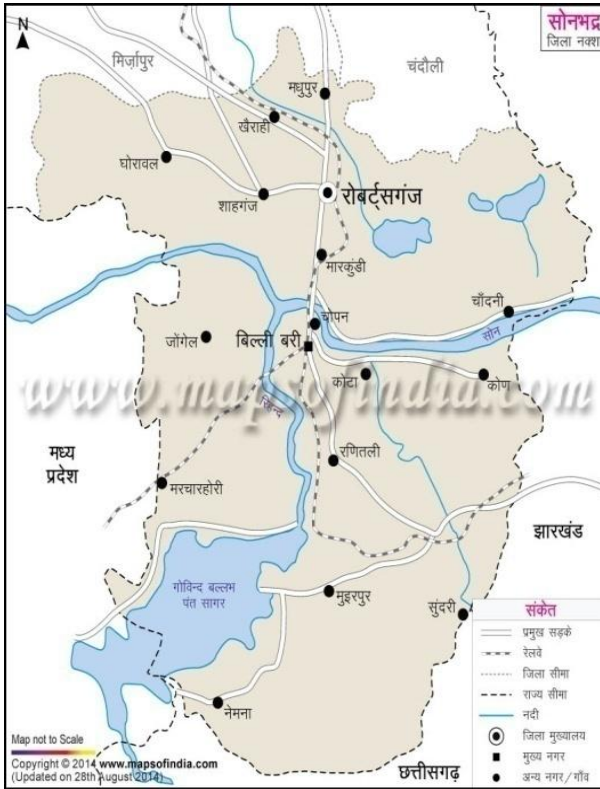 सोनभद्र
जिला नक्शा
N
मिर्ज़ापुर
चंदौली
मधुपुर
खैराही
घोरावल
शाहगंज
रोबर्ट्सगंज
मारकुंडी
चाँदनी
चोपन
सोन
जोंगेल
बिल्ली बरी
कोटा
कोण
www.mapsofindia.com
रिहन्द
मध्य
प्रदेश
रणितली
मरचारहोरी
झारखंड
गोविन्द बल्लभ
पंत सागर
मुइरपुर
सुंदरी
नेमना
छत्तीसगढ़
संकेत
प्रमुख सड़कें
रेलवे
जिला सीमा
राज्य सीमा
नदी
जिला मुख्यालय
मुख्य नगर
अन्य नगर/गाँव
Map not to Scale
Copyright © 2014 www.mapsofindia.com
(Updated on 28th August 2014)